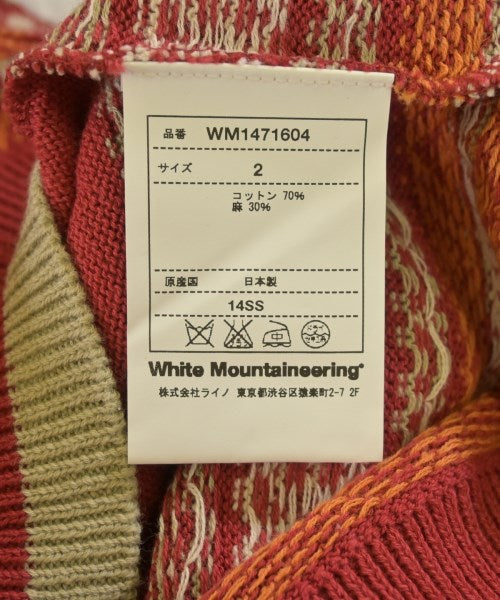 品番 WM1471604
サイズ 2
コットン 70%
麻 30%
原産国 日本製
14SS
White Mountaineering®
株式会社ライノ 東京都渋谷区猿楽町2-7 2F